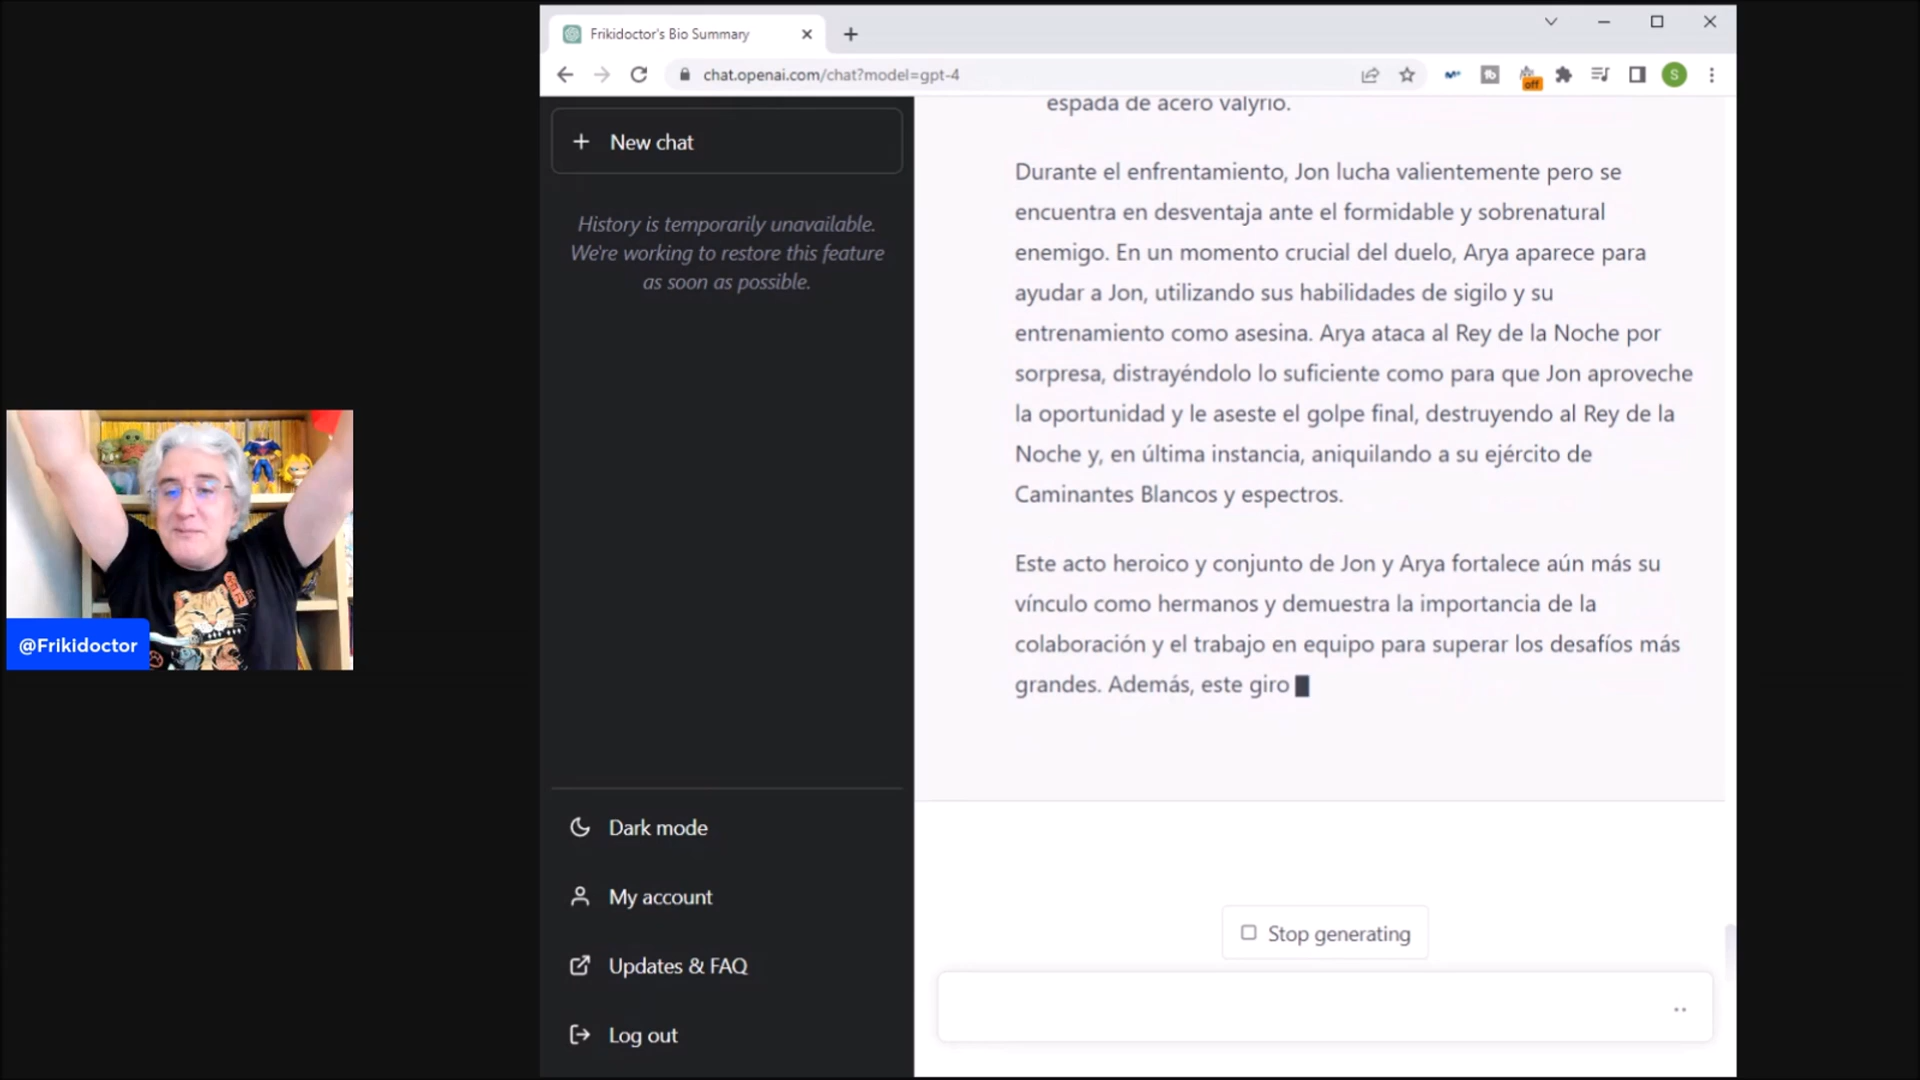 Frikidoctor's Bio Summary
chat.openai.com/chat?model=gpt-4
off
S
New chat
History is temporarily unavailable.
We're working to restore this feature
as soon as possible.
espada de acero valyrio.
Durante el enfrentamiento, Jon lucha valientemente pero se
encuentra en desventaja ante el formidable y sobrenatural
enemigo. En un momento crucial del duelo, Arya aparece para
ayudar a Jon, utilizando sus habilidades de sigilo y su
entrenamiento como asesina. Arya ataca al Rey de la Noche por
sorpresa, distrayéndolo lo suficiente como para que Jon aproveche
la oportunidad y le aseste el golpe final, destruyendo al Rey de la
Noche y, en última instancia, aniquilando a su ejército de
Caminantes Blancos y espectros.
Este acto heroico y conjunto de Jon y Arya fortalece aún más su
vínculo como hermanos y demuestra la importancia de la
colaboración y el trabajo en equipo para superar los desafíos más
grandes. Además, este giro
@Frikidoctor
Dark mode
My account
Updates & FAQ
Log out
Stop generating